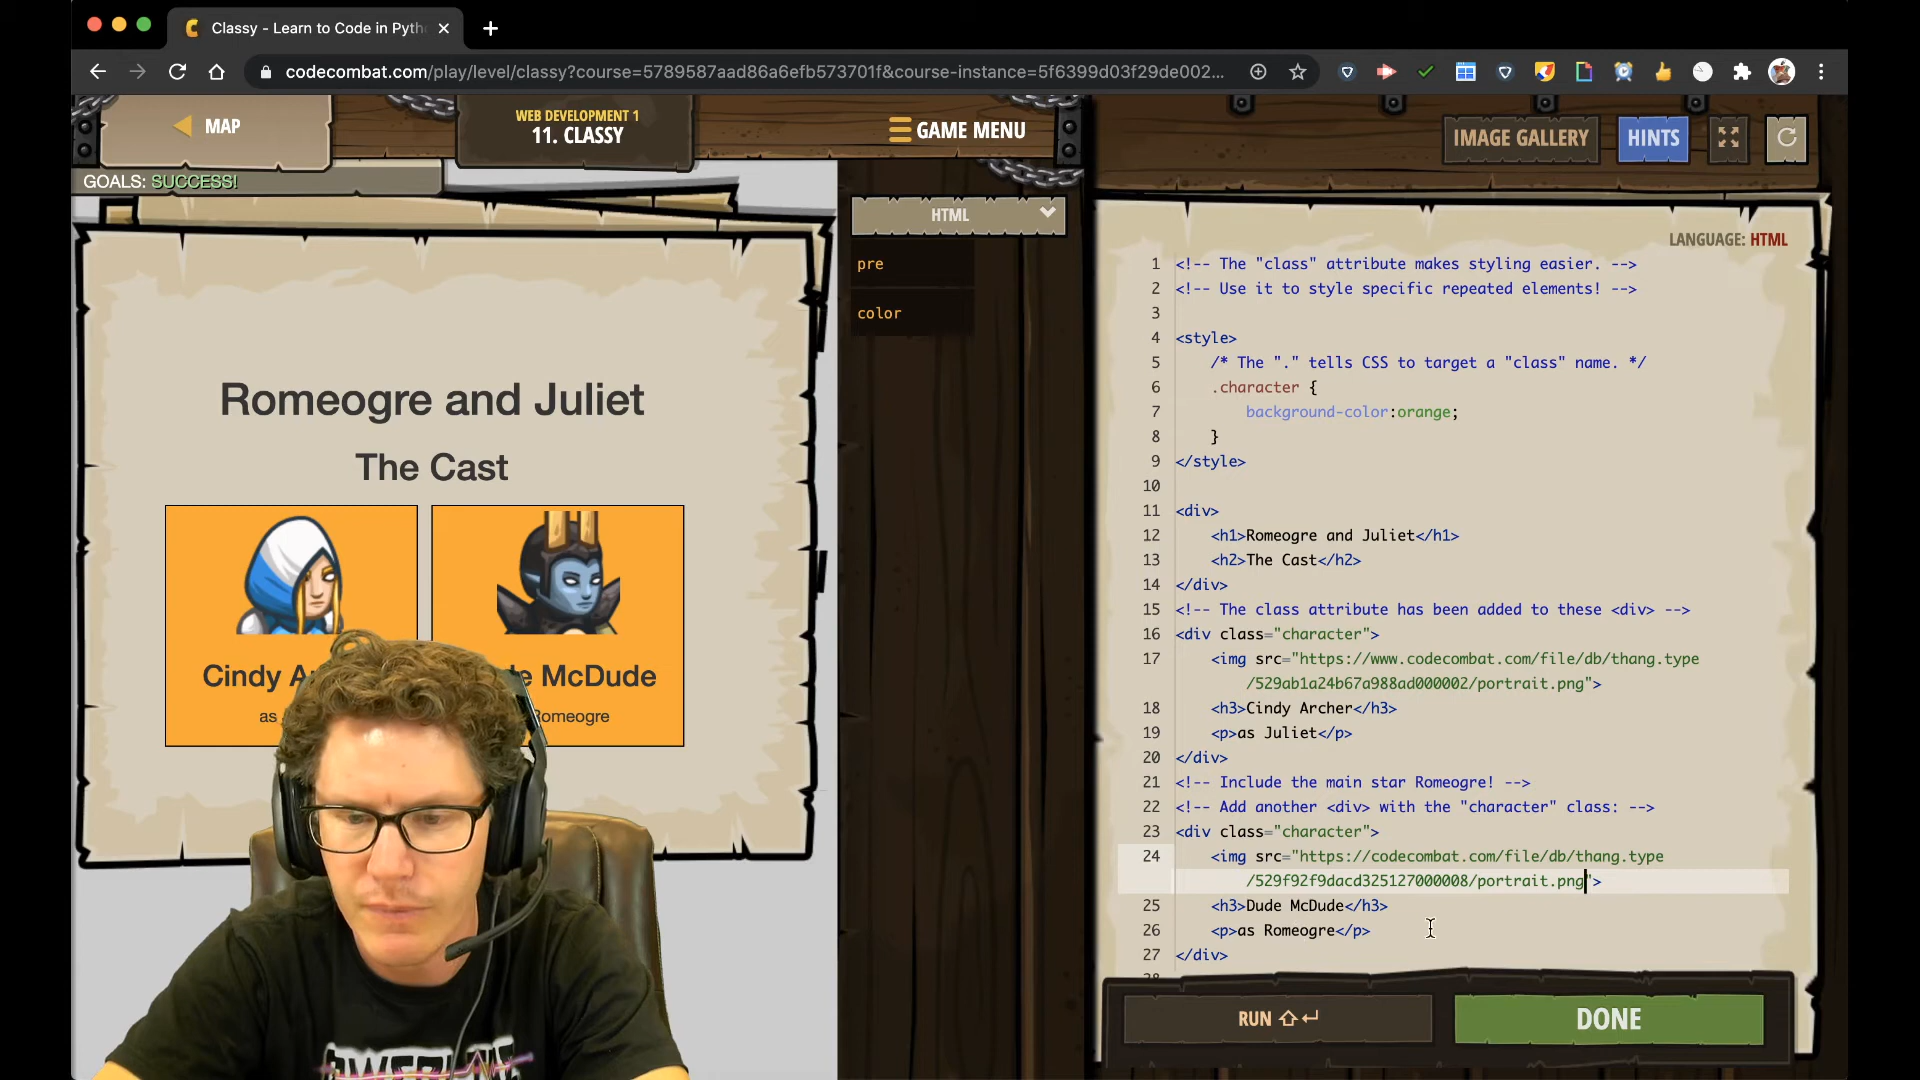 Classy - Learn to Code in Pyth
codecombat.com/play/level/classy?course=5789587aad86a6efb573701f&course-instance=5f6399d03f29de002...
MAP
WEB DEVELOPMENT 1
11. CLASSY
GAME MENU
IMAGE GALLERY
HINTS
GOALS: SUCCESS!
Romeogre and Juliet
The Cast
Cindy A
McDude
as
Romeogre
HTML
pre
color
LANGUAGE: HTML
1 <!-- The "class" attribute makes styling easier. -->
2 <!-- Use it to style specific repeated elements! -->
3
4 <style>
5 /* The "." tells CSS to target a "class" name. */
6 .character {
7 background-color:orange;
8 }
9 </style>
10
11 <div>
12 <h1>Romeogre and Juliet</h1>
13 <h2>The Cast</h2>
14 </div>
15 <!-- The class attribute has been added to these <div> -->
16 <div class="character">
17 <img src="https://www.codecombat.com/file/db/thang.type
/529ab1a24b67a988ad000002/portrait.png">
18 <h3>Cindy Archer</h3>
19 <p>as Juliet</p>
20 </div>
21 <!-- Include the main star Romeogre! -->
22 <!-- Add another <div> with the "character" class: -->
23 <div class="character">
24 <img src="https://codecombat.com/file/db/thang.type
/529f92f9dacd325127000008/portrait.png">
25 <h3>Dude McDude</h3>
26 <p>as Romeogre</p>
27 </div>
RUN
DONE